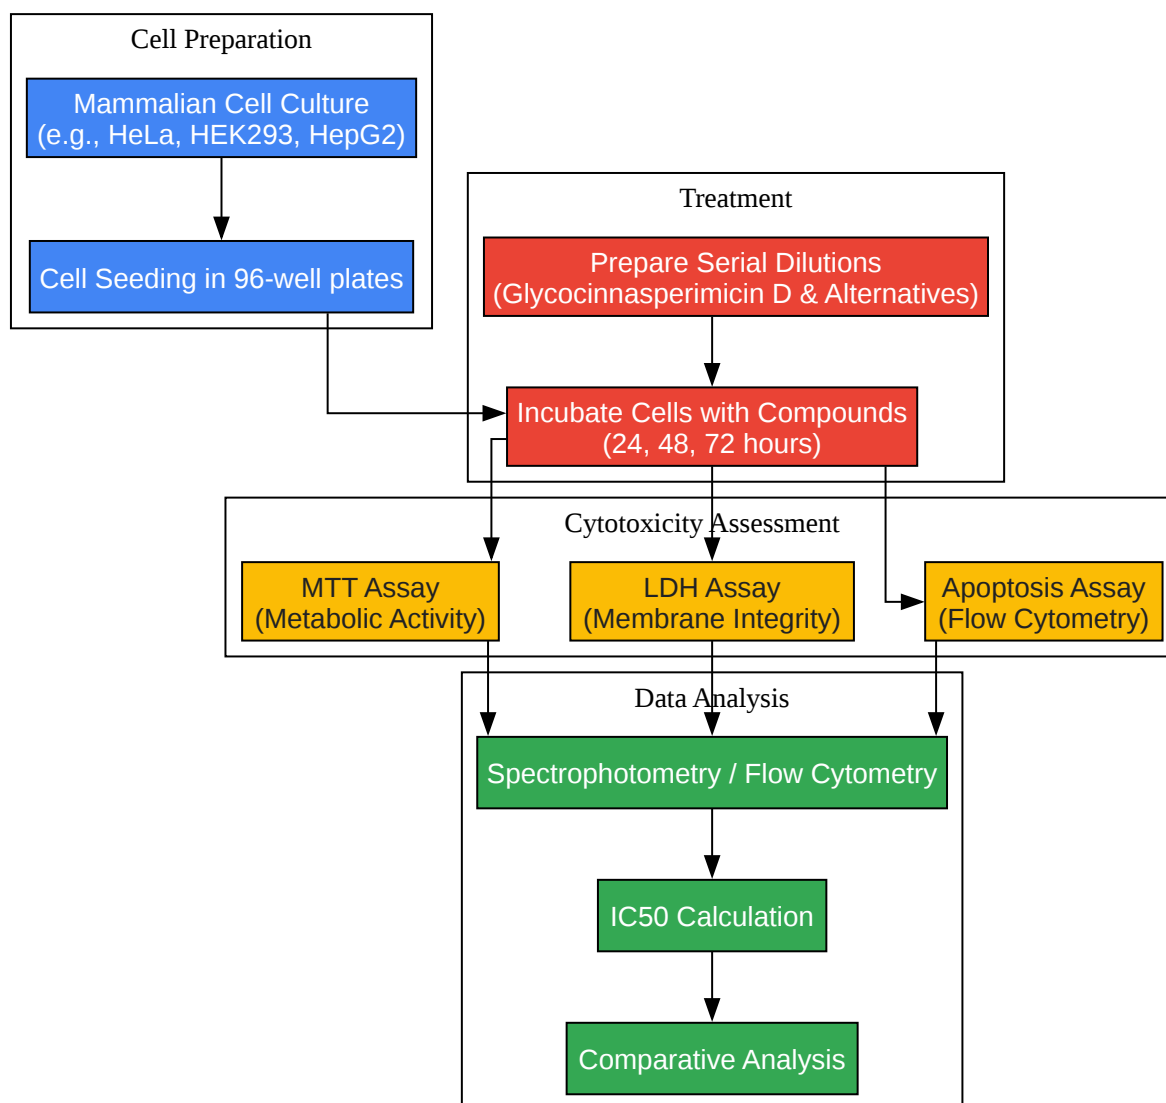 Cell Preparation
Mammalian Cell Culture
(e.g., HeLa, HEK293, HepG2)
Cell Seeding in 96-well plates
Treatment
Prepare Serial Dilutions
(Glycocinnasperimicin D & Alternatives)
Incubate Cells with Compounds
(24, 48, 72 hours)
Cytotoxicity Assessment
MTT Assay
(Metabolic Activity)
LDH Assay
(Membrane Integrity)
Apoptosis Assay
(Flow Cytometry)
Data Analysis
Spectrophotometry / Flow Cytometry
IC50 Calculation
Comparative Analysis